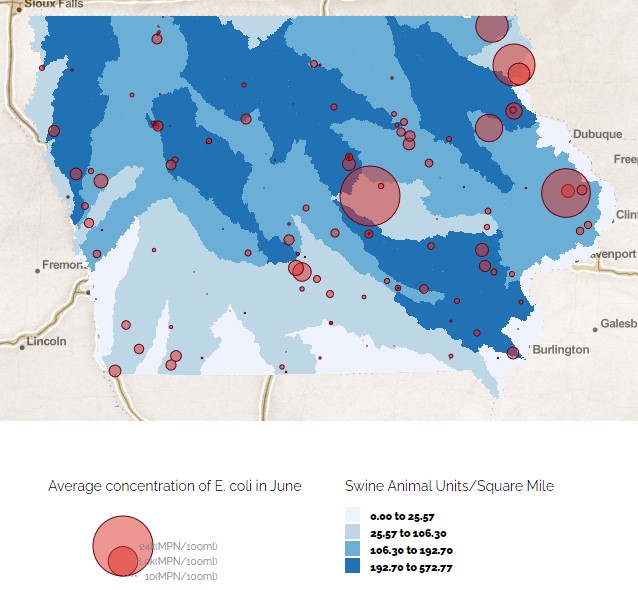 Sioux Falls
Dubuque
Freep
Clint
avenport
Fremon
Galesb
Lincoln
Burlington
Average concentration of E. coli in June
Swine Animal Units/Square Mile
0.00 to 25.57
25.57 to 106.30
106.30 to 192.70
192.70 to 572.77
(MPN/100ml)
(MPN/100ml)
10(MPN/100ml)